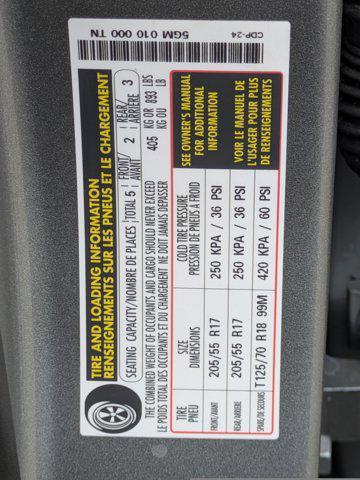 CDP-24
5GM 010 000 TN
TIRE AND LOADING INFORMATION
RENSEIGNEMENTS SUR LES PNEUS ET LE CHARGEMENT
SEATING CAPACITY/NOMBRE DE PLACES TOTAL 5 FRONT/AVANT 2 REAR/ARRIÈRE 3
THE COMBINED WEIGHT OF OCCUPANTS AND CARGO SHOULD NEVER EXCEED 405 KG OR 893 LBS
LE POIDS TOTAL DES OCCUPANTS ET DU CHARGEMENT NE DOIT JAMAIS DEPASSER KG OU LB
TIRE SIZE COLD TIRE PRESSURE
PNEU DIMENSIONS PRESSION DE PNEUS A FROID
FRONT/AVANT 205/55 R17 250 KPA / 36 PSI
REAR/ARRIERE 205/55 R17 250 KPA / 36 PSI
SPARE/DE SECOURS T125/70 R18 99M 420 KPA / 60 PSI
SEE OWNER'S MANUAL
FOR ADDITIONAL
INFORMATION
VOIR LE MANUEL DE
L'USAGER POUR PLUS
DE RENSEIGNEMENTS